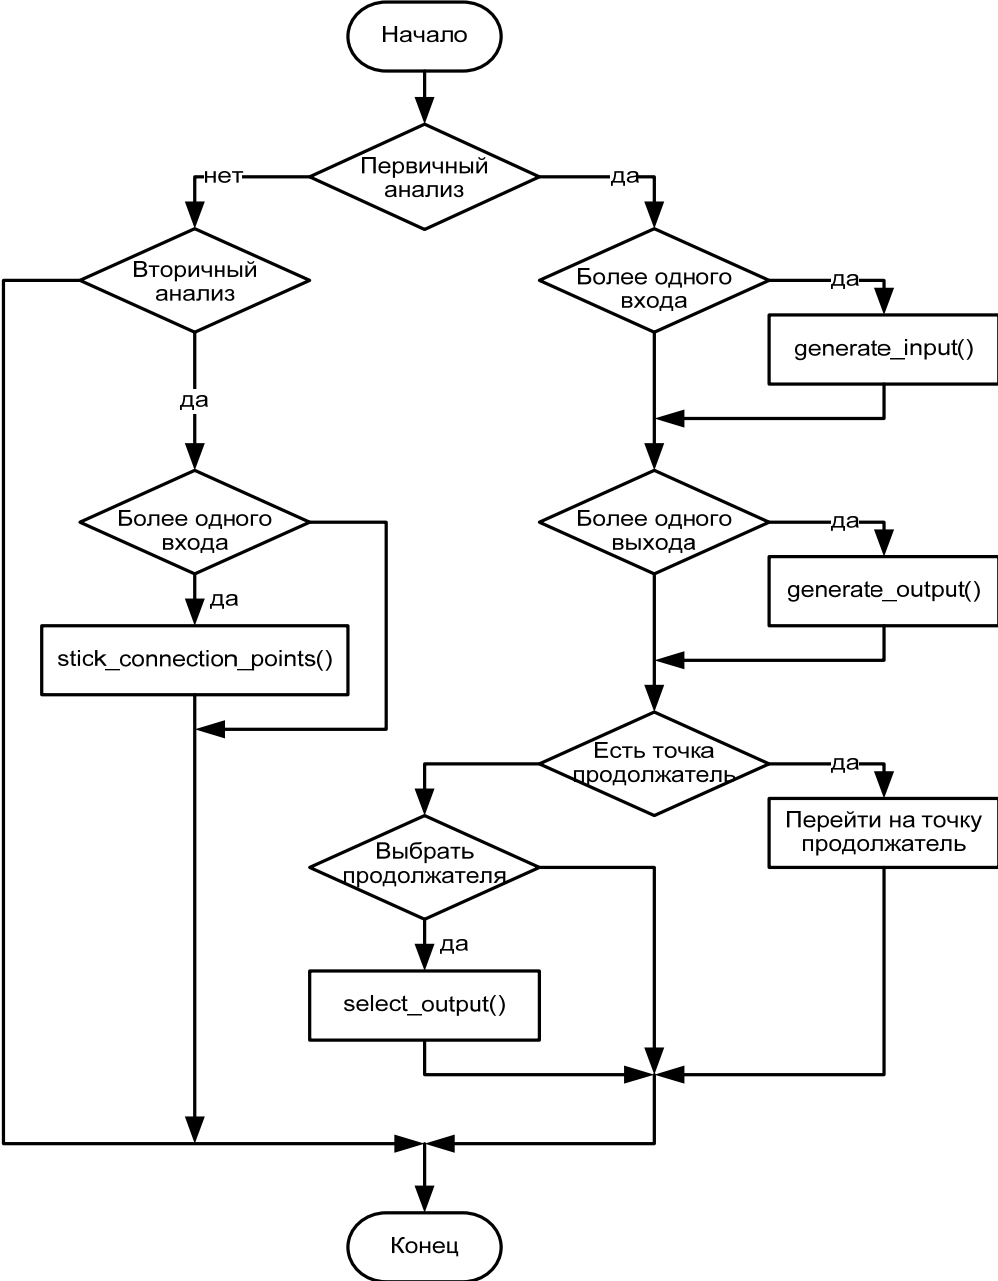 Начало
Первичный
анализ
нет
да
Вторичный
анализ
Более одного
входа
да
generate_input()
да
Более одного
входа
Более одного
выхода
да
generate_output()
да
stick_connection_points()
Есть точка
продолжатель
да
Перейти на точку
продолжатель
Выбрать
продолжателя
да
select_output()
Конец